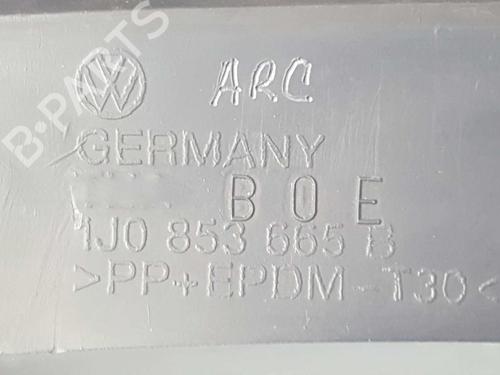 ARC
GERMANY
B O E
1J0 853 665 B
>PP+EPDM-T30<
B-PARTS